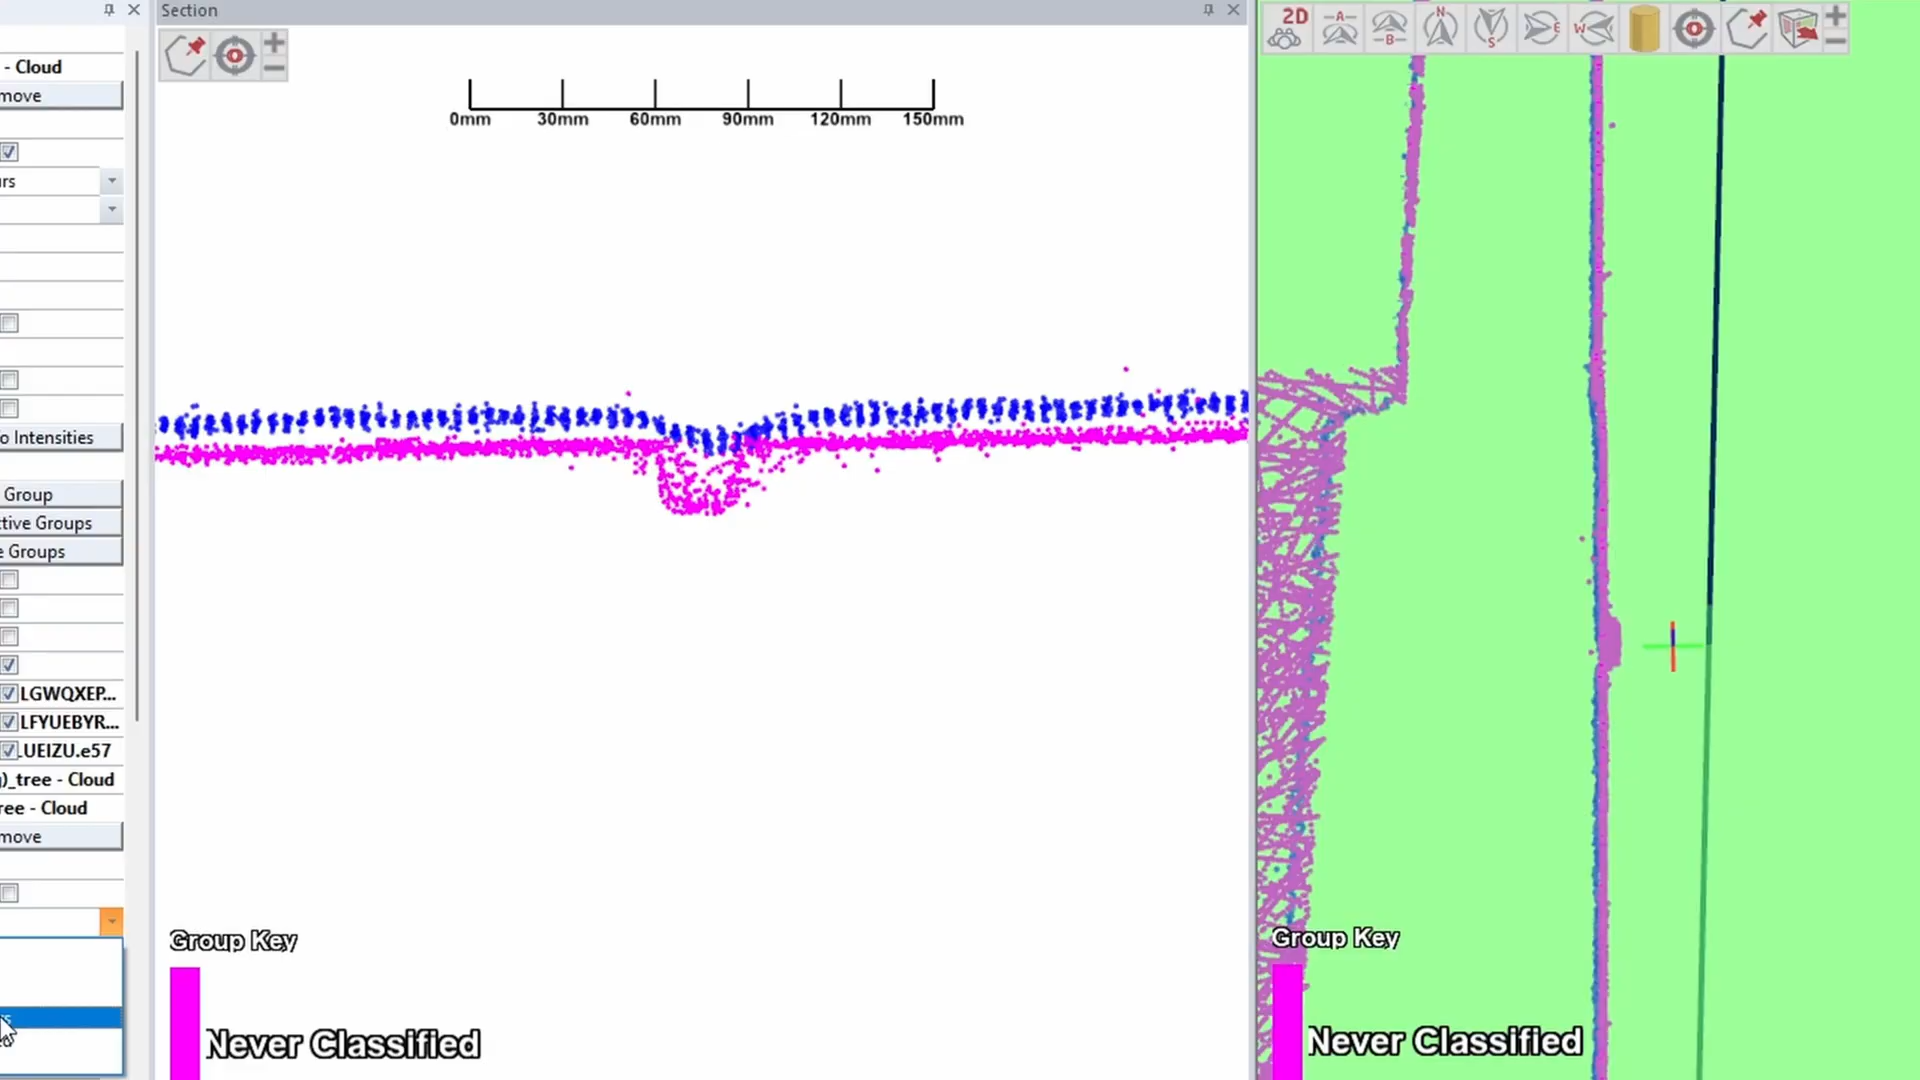 Section
- Cloud
move
rs
o Intensities
Group
ctive Groups
e Groups
LGWQXEP...
LFYUEBYR...
.UEIZU.e57
)_tree - Cloud
ree - Cloud
move
0mm 30mm 60mm 90mm 120mm 150mm
Group Key
Never Classified
2D
A
B
N
S
E
W
Group Key
Never Classified